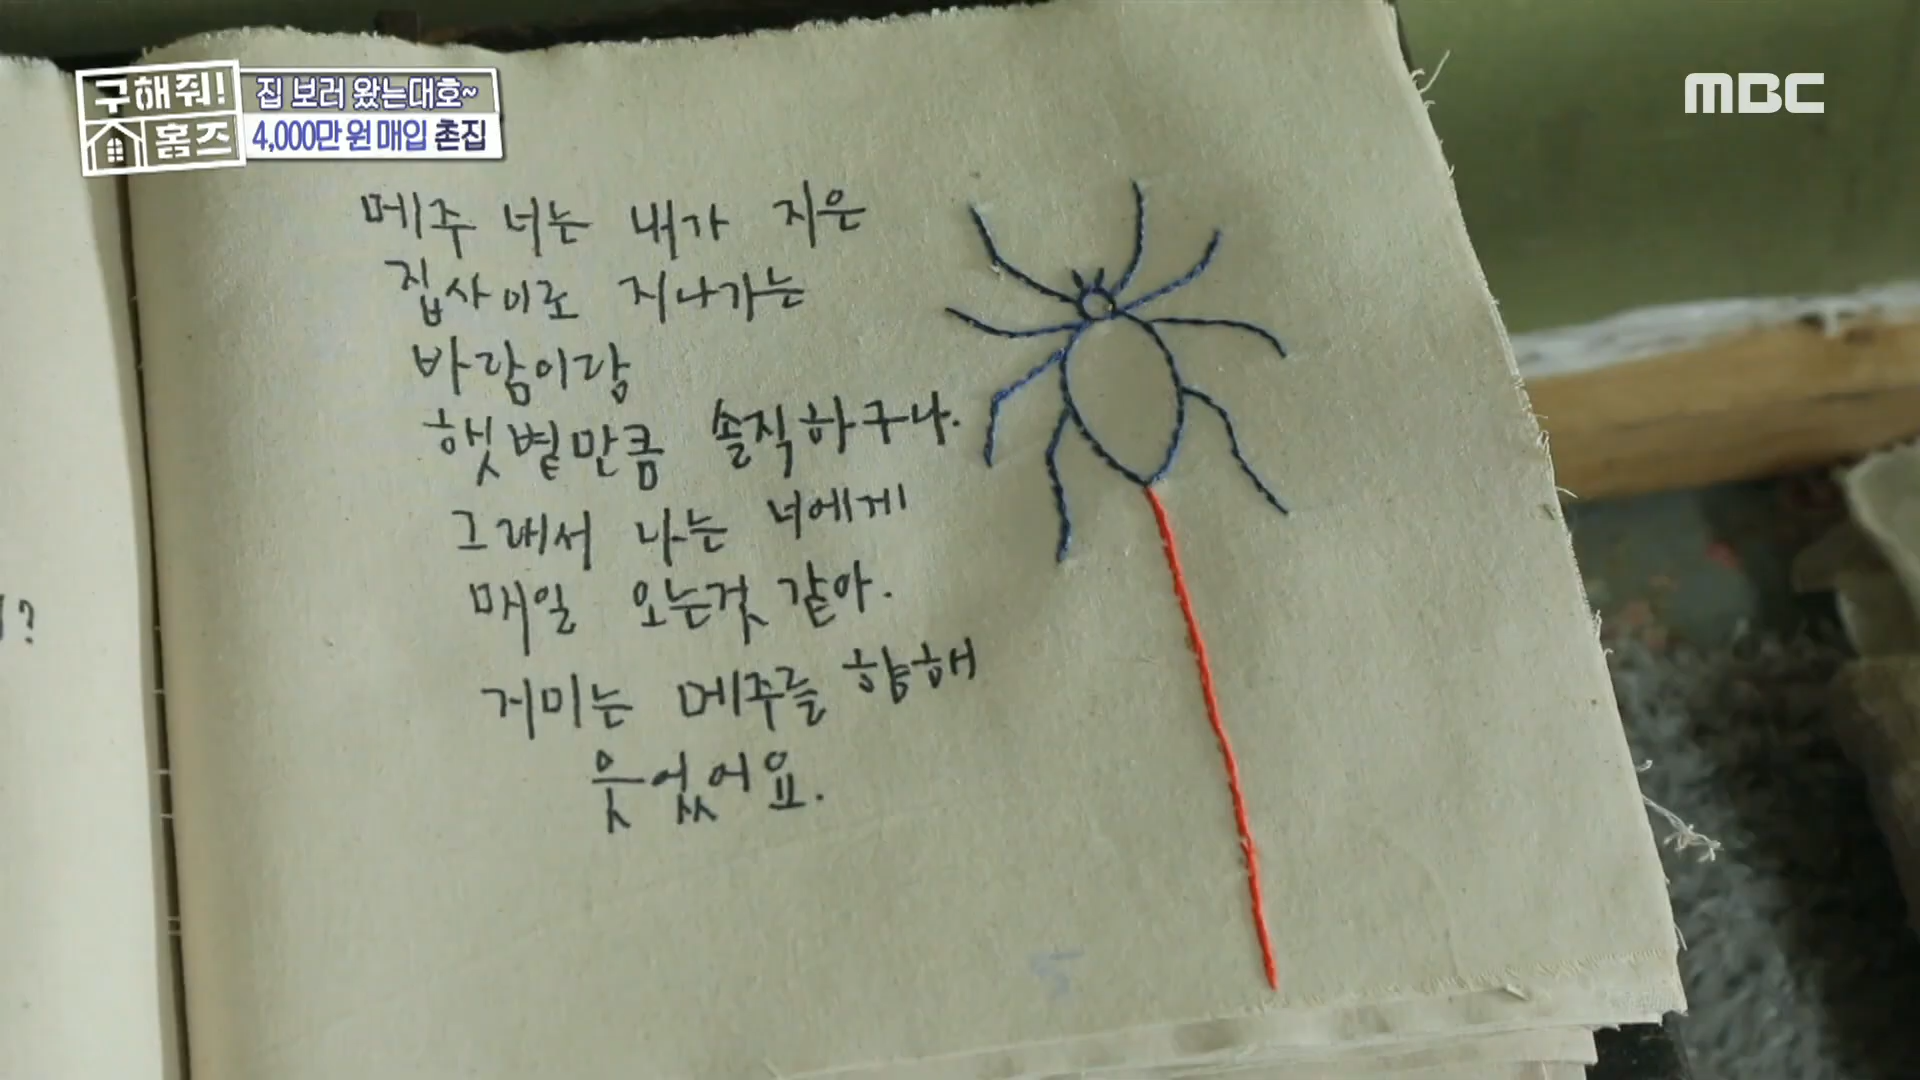 구해줘!
홈즈
집 보러 왔는대호~
4,000만 원 매입 촌집
MBC
메주 너는 내가 지은
집사이로 지나가는
바람이랑
햇볕만큼 솔직하구나.
그래서 나는 너에게
매일 오는것 같아.
거미는 메주를 향해
웃었어요.
?